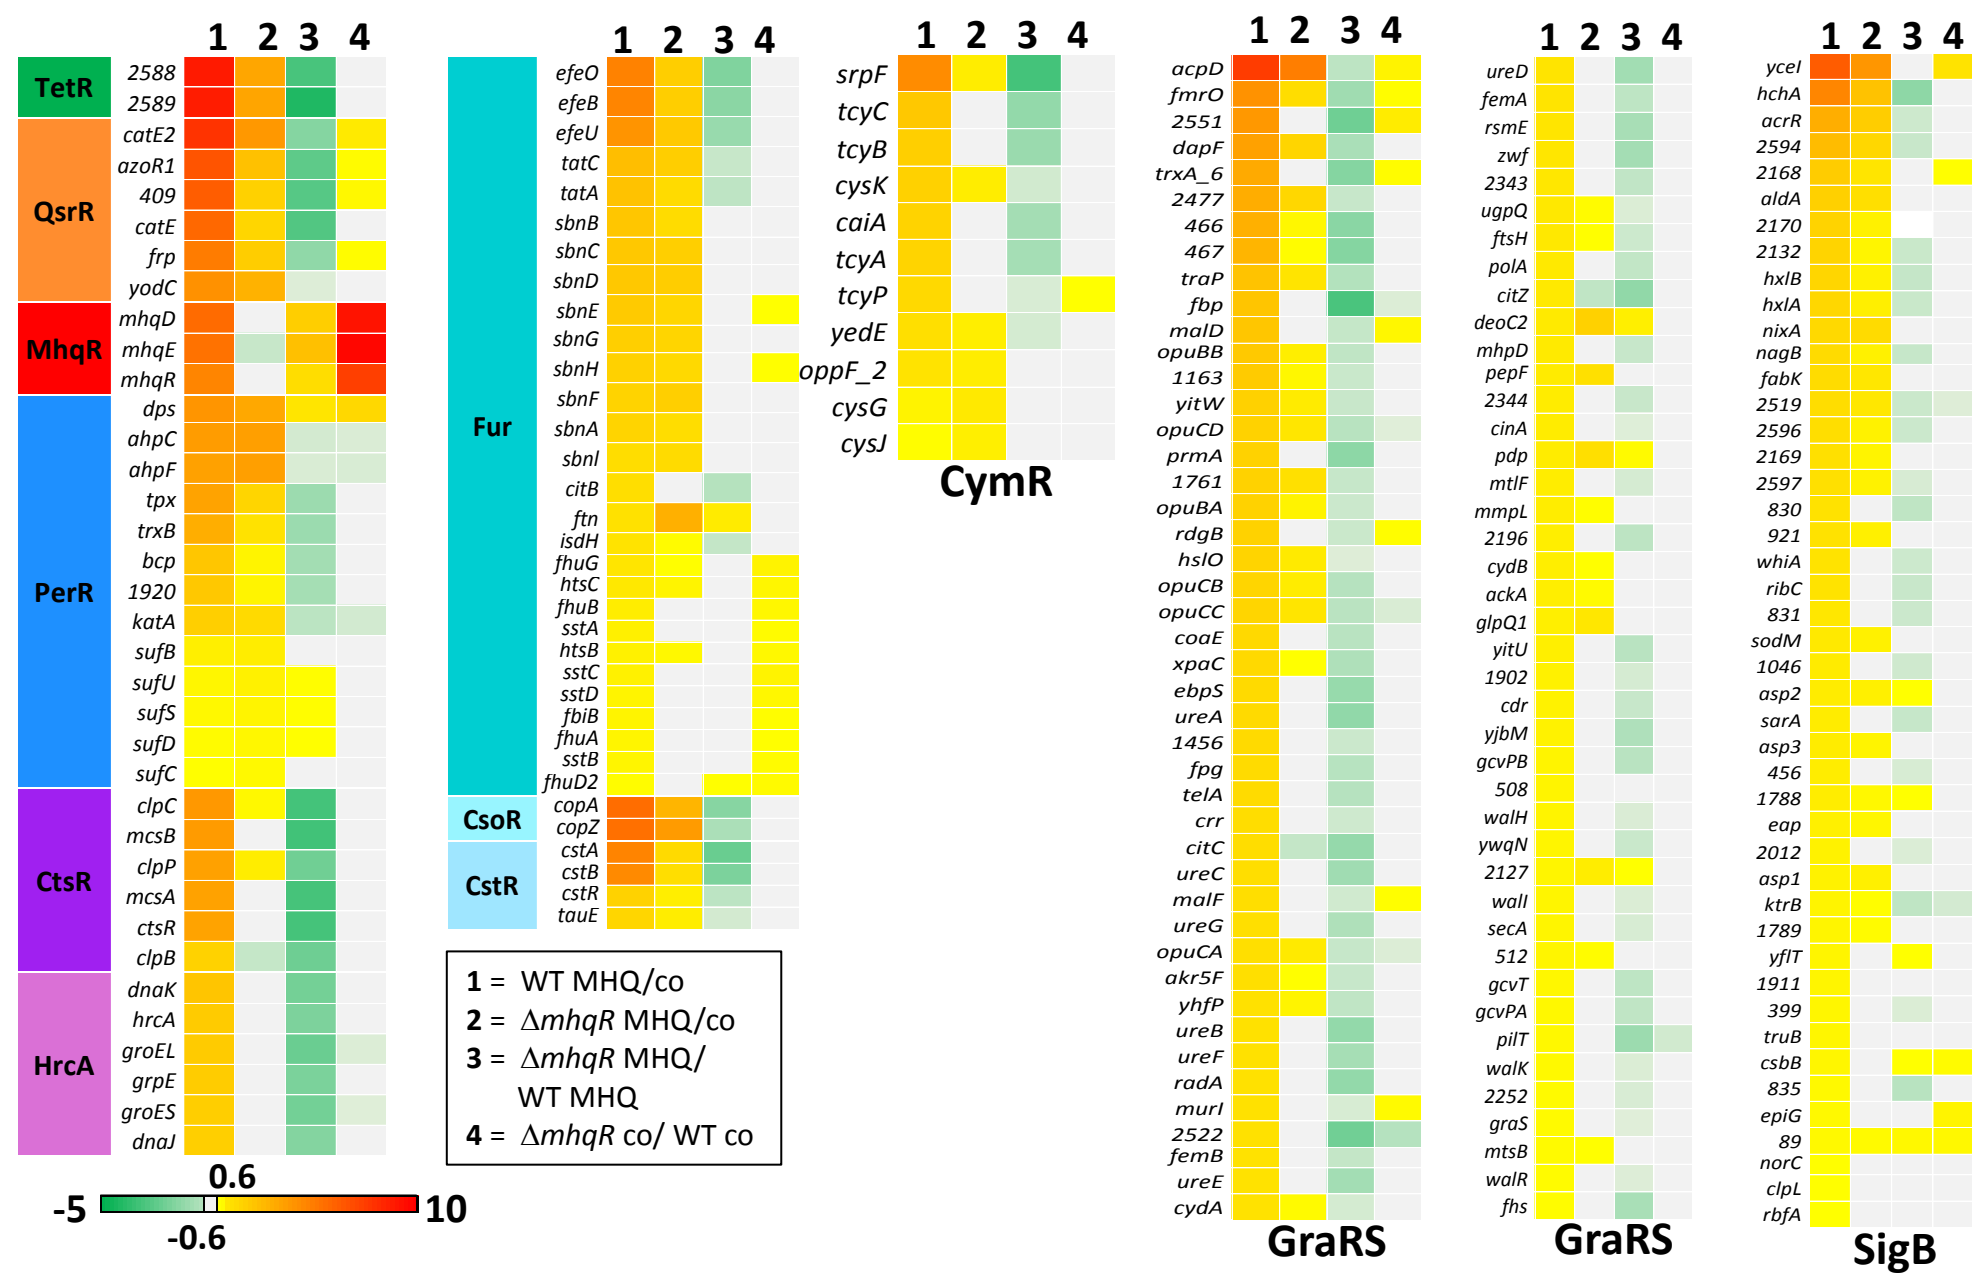 1 2 3 4
TetR
2588
2589
QsrR
catE2
azoR1
409
catE
frp
yodC
MhqR
mhqD
mhqE
mhqR
PerR
dps
ahpC
ahpF
tpx
trxB
bcp
1920
katA
sufB
sufU
sufS
sufD
sufC
CtsR
clpC
mcsB
clpP
mcsA
ctsR
clpB
HrcA
dnaK
hrcA
groEL
grpE
groES
dnaJ
0.6
-5
10
-0.6
1 2 3 4
Fur
efeO
efeB
efeU
tatC
tatA
sbnB
sbnC
sbnD
sbnE
sbnG
sbnH
sbnF
sbnA
sbnI
citB
ftn
isdH
fhuG
htsC
fhuB
sstA
htsB
sstC
sstD
fbiB
fhuA
sstB
fhuD2
CsoR
copA
copZ
CstR
cstA
cstB
cstR
tauE
1 = WT MHQ/co
2 = ΔmhqR MHQ/co
3 = ΔmhqR MHQ/
WT MHQ
4 = ΔmhqR co/ WT co
1 2 3 4
srpF
tcyC
tcyB
cysK
caiA
tcyA
tcyP
yedE
oppF_2
cysG
cysJ
CymR
1 2 3 4
acpD
fmrO
2551
dapF
trxA_6
2477
466
467
traP
fbp
malD
opuBB
1163
yitW
opuCD
prmA
1761
opuBA
rdgB
hslO
opuCB
opuCC
coaE
xpaC
ebpS
ureA
1456
fpg
telA
crr
citC
ureC
malF
ureG
opuCA
akr5F
yhfP
ureB
ureF
radA
murI
2522
femB
ureE
cydA
GraRS
1 2 3 4
ureD
femA
rsmE
zwf
2343
ugpQ
ftsH
polA
citZ
deoC2
mhpD
pepF
2344
cinA
pdp
mtlF
mmpL
2196
cydB
ackA
glpQ1
yitU
1902
cdr
yjbM
gcvPB
508
walH
ywqN
2127
walI
secA
512
gcvT
gcvPA
pilT
walK
2252
graS
mtsB
walR
fhs
GraRS
1 2 3 4
yceI
hchA
acrR
2594
2168
aldA
2170
2132
hxlB
hxlA
nixA
nagB
fabK
2519
2596
2169
2597
830
921
whiA
ribC
831
sodM
1046
asp2
sarA
asp3
456
1788
eap
2012
asp1
ktrB
1789
yflT
1911
399
truB
csbB
835
epiG
89
norC
clpL
rbfA
SigB